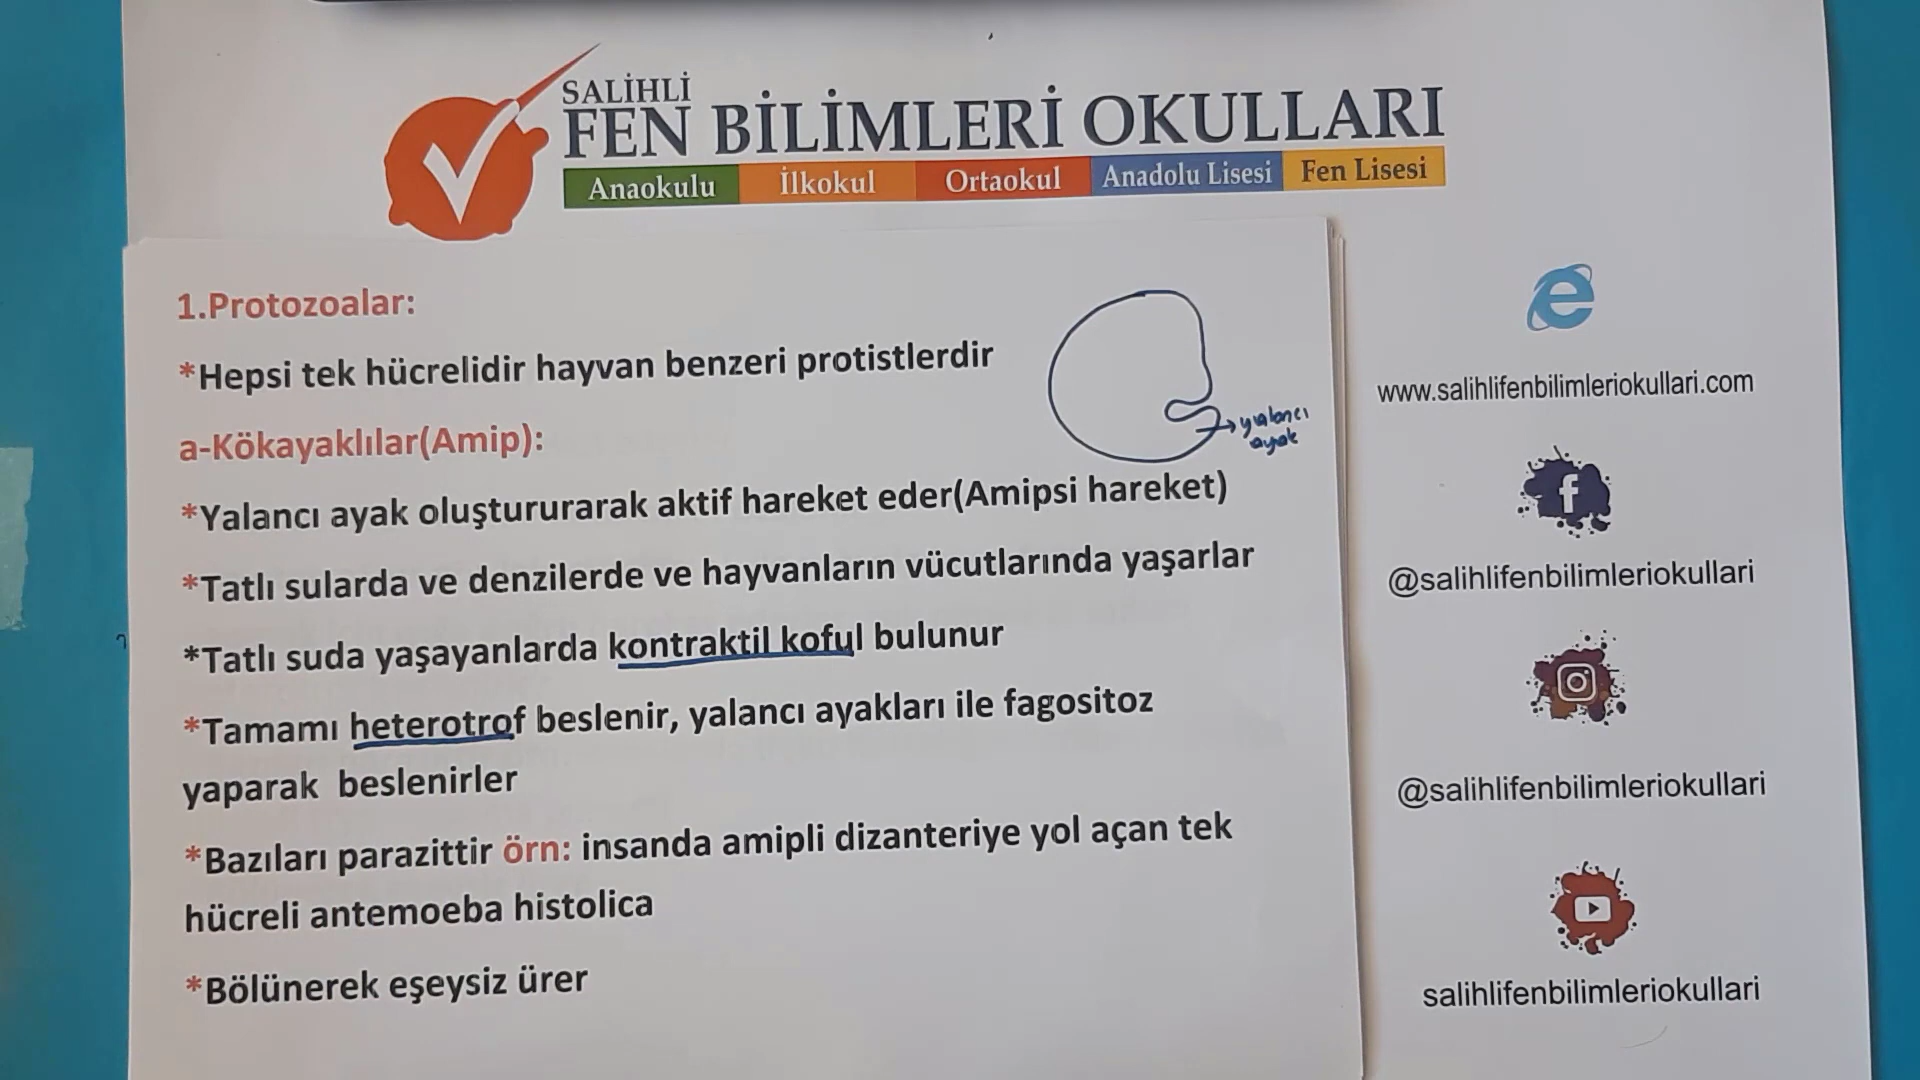 SALİHLİ
FEN BİLİMLERİ OKULLARI
Anaokulu İlkokul Ortaokul Anadolu Lisesi Fen Lisesi
1.Protozoalar:
*Hepsi tek hücrelidir hayvan benzeri protistlerdir
a-Kökayaklılar(Amip):
yalancı
ayak
*Yalancı ayak oluştururarak aktif hareket eder(Amipsi hareket)
*Tatlı sularda ve denzilerde ve hayvanların vücutlarında yaşarlar
*Tatlı suda yaşayanlarda kontraktil koful bulunur
*Tamamı heterotrof beslenir, yalancı ayakları ile fagositoz
yaparak beslenirler
*Bazıları parazittir örn: insanda amipli dizanteriye yol açan tek
hücreli antemoeba histolica
*Bölünerek eşeysiz ürer
www.salihlifenbilimleriokullari.com
@salihlifenbilimleriokullari
@salihlifenbilimleriokullari
salihlifenbilimleriokullari